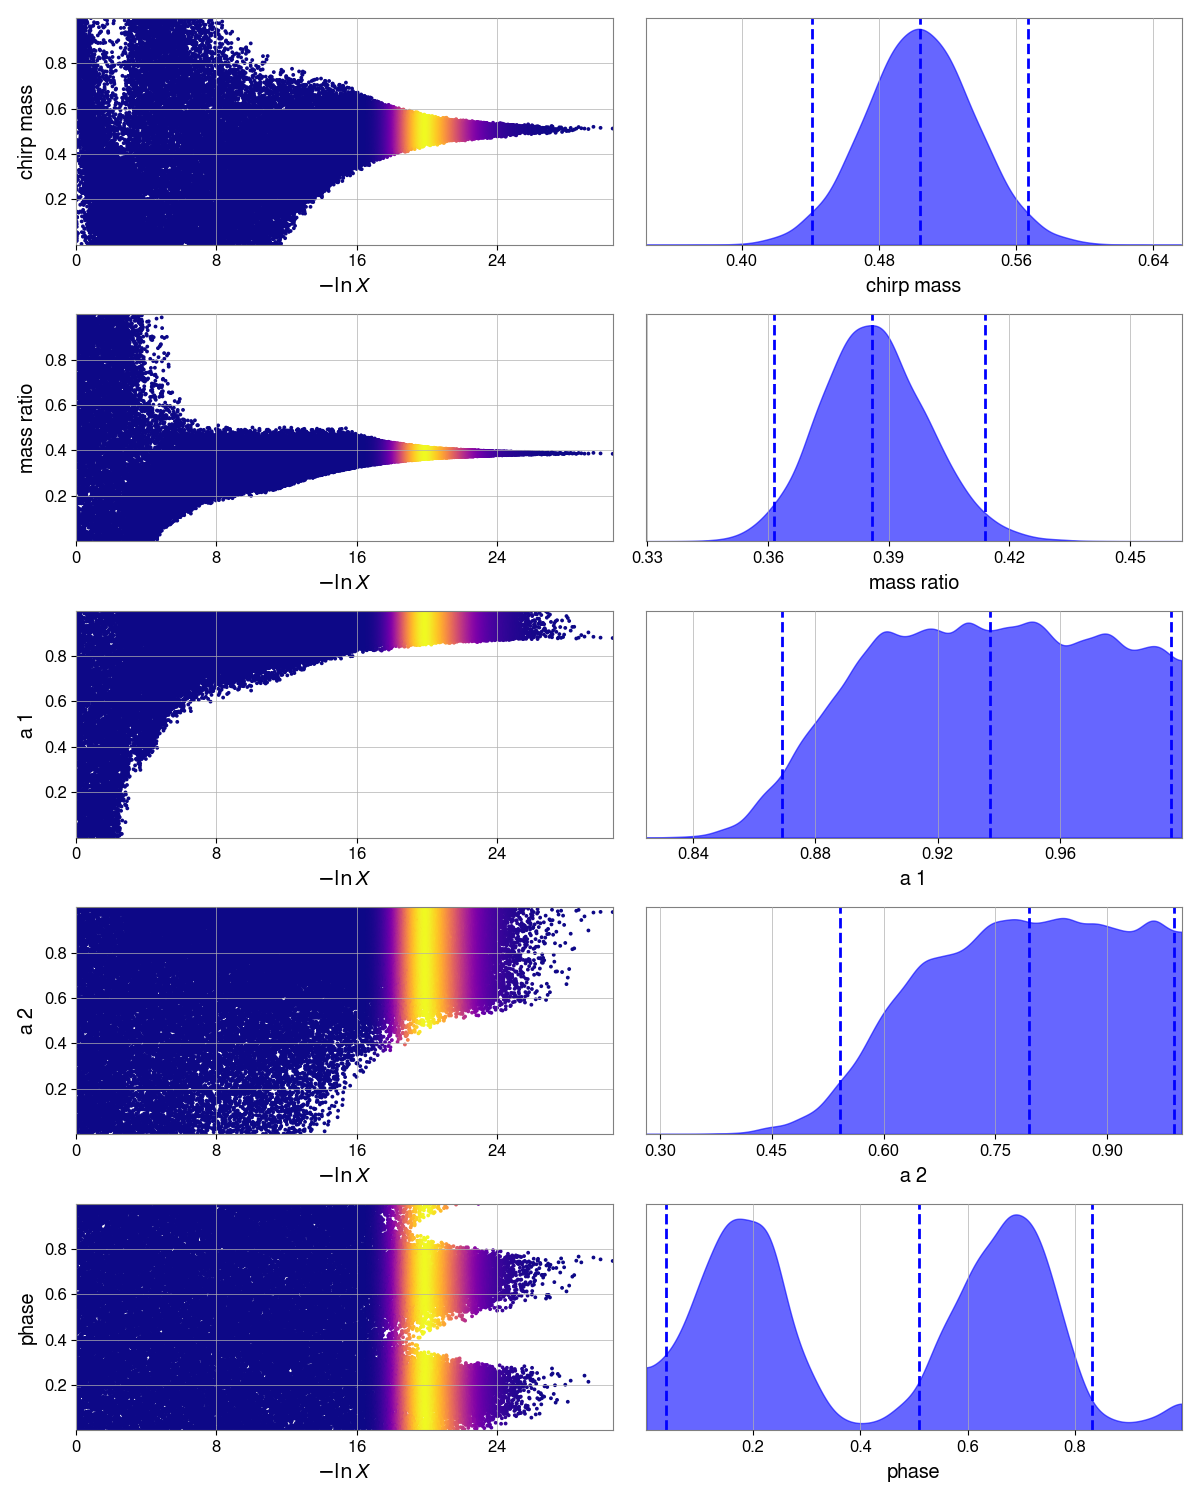 chirp mass
0.8
0.6
0.4
0.2
0 8 16 24
−ln X
0.40 0.48 0.56 0.64
chirp mass
mass ratio
0.8
0.6
0.4
0.2
0 8 16 24
−ln X
0.33 0.36 0.39 0.42 0.45
mass ratio
a 1
0.8
0.6
0.4
0.2
0 8 16 24
−ln X
0.84 0.88 0.92 0.96
a 1
a 2
0.8
0.6
0.4
0.2
0 8 16 24
−ln X
0.30 0.45 0.60 0.75 0.90
a 2
phase
0.8
0.6
0.4
0.2
0 8 16 24
−ln X
0.2 0.4 0.6 0.8
phase